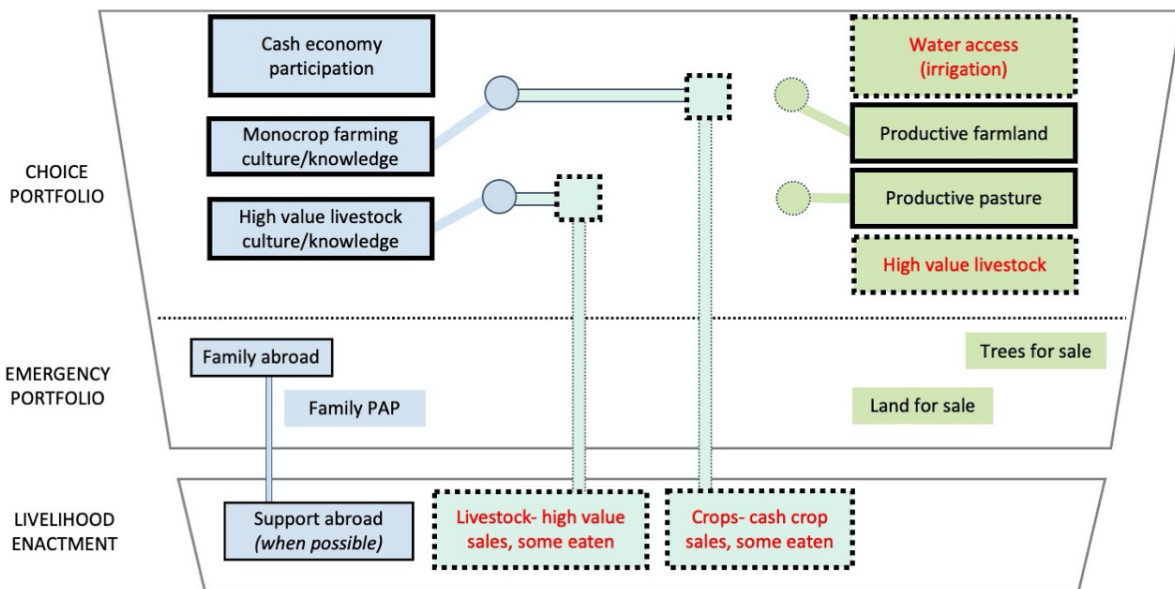 Cash economy
participation
Water access
(irrigation)
Monocrop farming
culture/knowledge
Productive farmland
CHOICE
PORTFOLIO
High value livestock
culture/knowledge
Productive pasture
High value livestock
EMERGENCY
PORTFOLIO
Family abroad
Trees for sale
Family PAP
Land for sale
LIVELIHOOD
ENACTMENT
Support abroad
(when possible)
Livestock- high value
sales, some eaten
Crops- cash crop
sales, some eaten